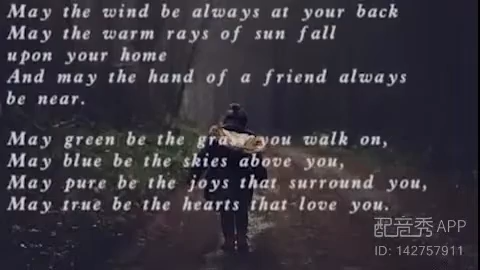 May the wind be always at your back
May the warm rays of sun fall
upon your home
And may the hand of a friend always
be near.
May green be the grass you walk on,
May blue be the skies above you,
May pure be the joys that surround you,
May true be the hearts that love you.
配音秀APP
ID: 142757911